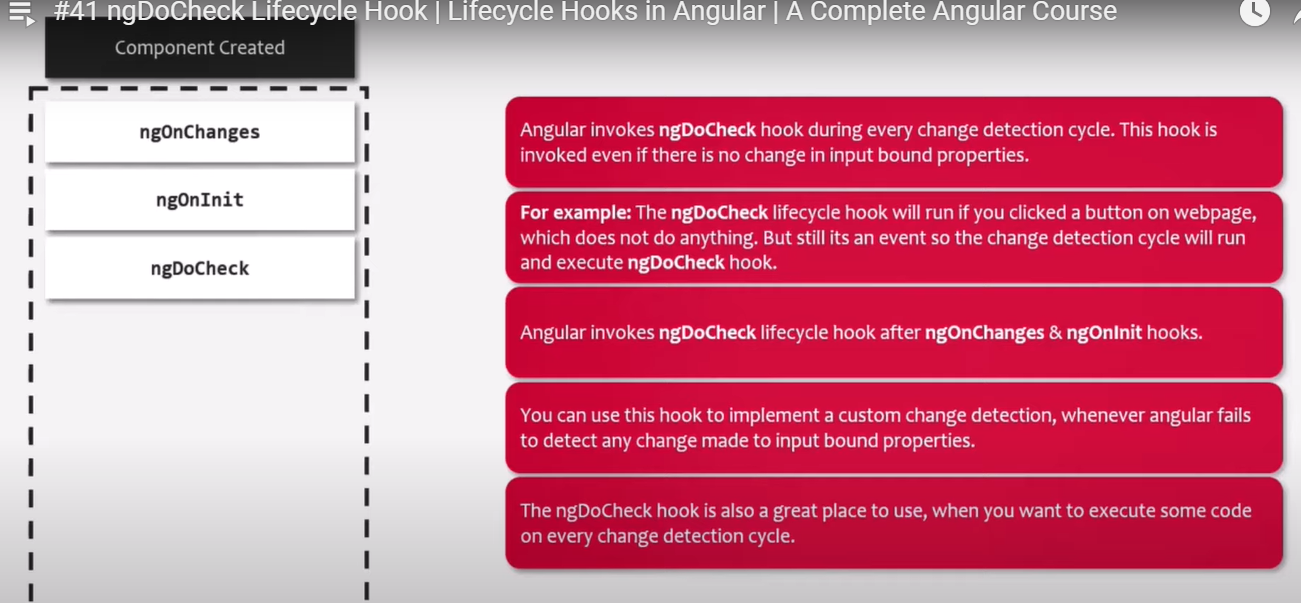 #41 ngDoCheck Lifecycle Hook | Lifecycle Hooks in Angular | A Complete Angular Course
Component Created
ngOnChanges
ngOnInit
ngDoCheck
Angular invokes ngDoCheck hook during every change detection cycle. This hook is
invoked even if there is no change in input bound properties.
For example: The ngDoCheck lifecycle hook will run if you clicked a button on webpage,
which does not do anything. But still its an event so the change detection cycle will run
and execute ngDoCheck hook.
Angular invokes ngDoCheck lifecycle hook after ngOnChanges & ngOnInit hooks.
You can use this hook to implement a custom change detection, whenever angular fails
to detect any change made to input bound properties.
The ngDoCheck hook is also a great place to use, when you want to execute some code
on every change detection cycle.